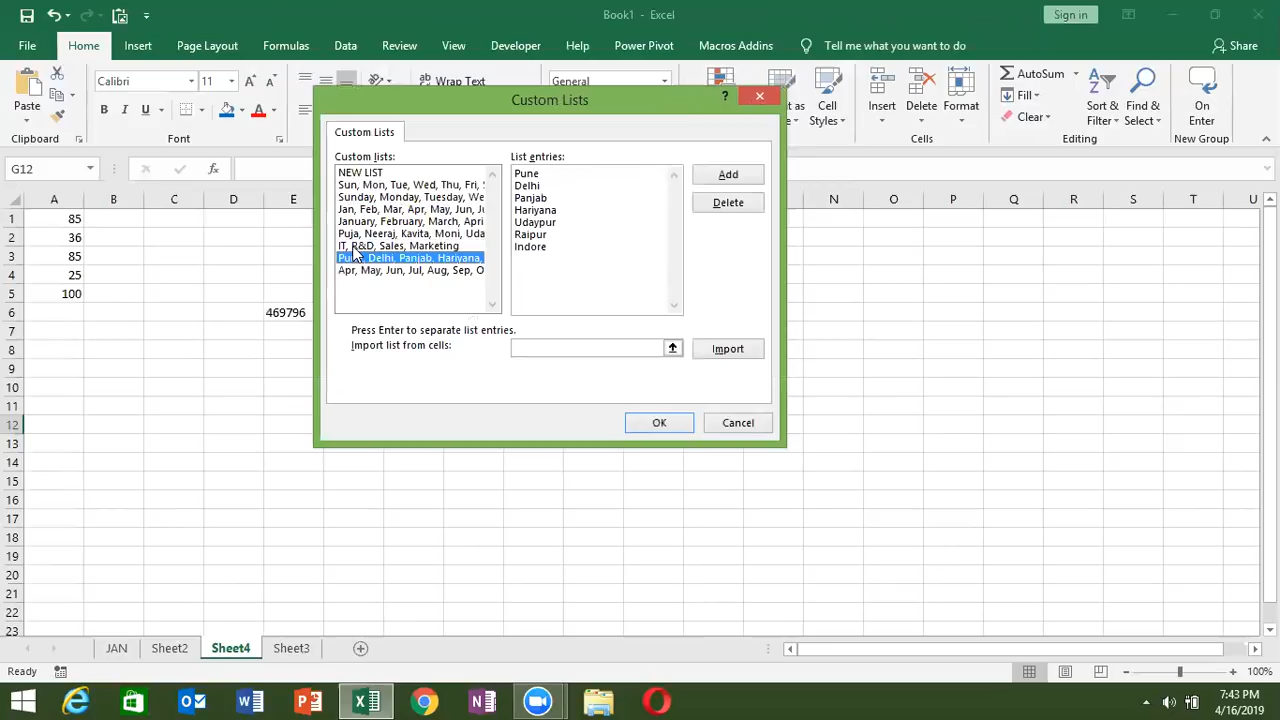 Book1 - Excel
Sign in
File Home Insert Page Layout Formulas Data Review View Developer Help Power Pivot Macros Addins Tell me what you want to do Share
Paste
Calibri 11
B I U
Wrap Text
General
Cell Styles
Insert Delete Format
AutoSum
Fill
Clear
Sort & Filter
Find & Select
On Enter
Clipboard Font Cells Editing New Group
G12
fx
A B C D E N O P Q R S T U
1 85
2 36
3 85
4 25
5 100
6 469796
7
8
9
10
11
12
13
14
15
16
17
18
19
20
21
22
23
Custom Lists
?
Custom Lists
Custom lists:
NEW LIST
Sun, Mon, Tue, Wed, Thu, Fri,
Sunday, Monday, Tuesday, We
Jan, Feb, Mar, Apr, May, Jun, Ju
January, February, March, April
Puja, Neeraj, Kavita, Moni, Uda
IT, R&D, Sales, Marketing
Delhi, Panjab, Hariyana,
Apr, May, Jun, Jul, Aug, Sep, O
List entries:
Pune
Delhi
Panjab
Hariyana
Udaypur
Raipur
Indore
Add
Delete
Press Enter to separate list entries.
Import list from cells:
Import
OK
Cancel
JAN Sheet2 Sheet4 Sheet3
Ready
100%
7:43 PM
4/16/2019